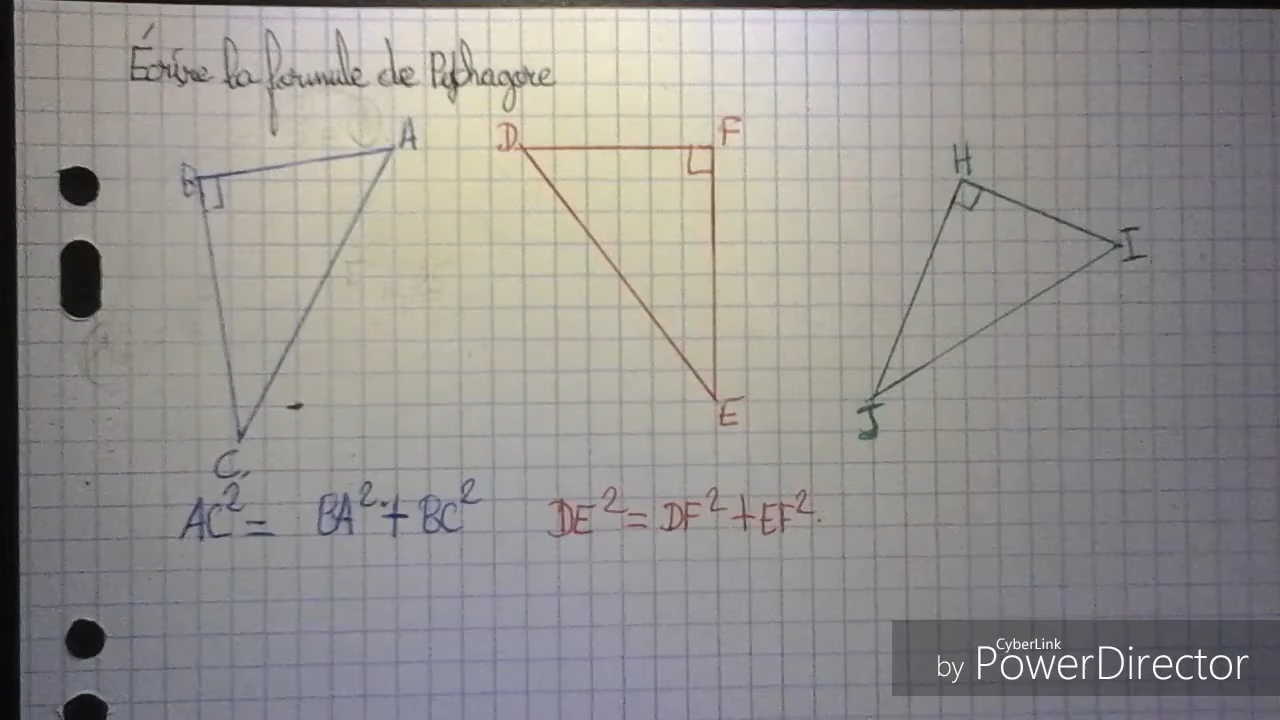 Écrire la formule de Pythagore
B
A
C
D
F
E
H
I
J
AC² = BA² + BC²
DE² = DF² + EF²
CyberLink
by PowerDirector